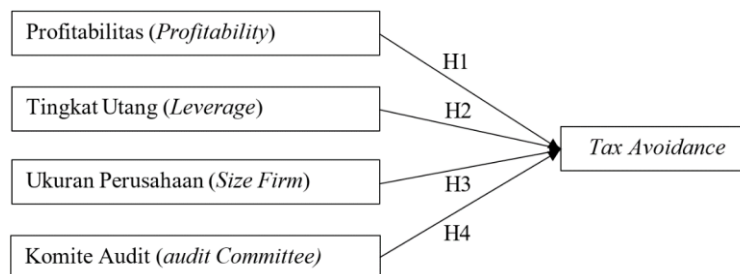 Profitabilitas (Profitability)
H1
Tingkat Utang (Leverage)
H2
Tax Avoidance
Ukuran Perusahaan (Size Firm)
H3
Komite Audit (audit Committee)
H4